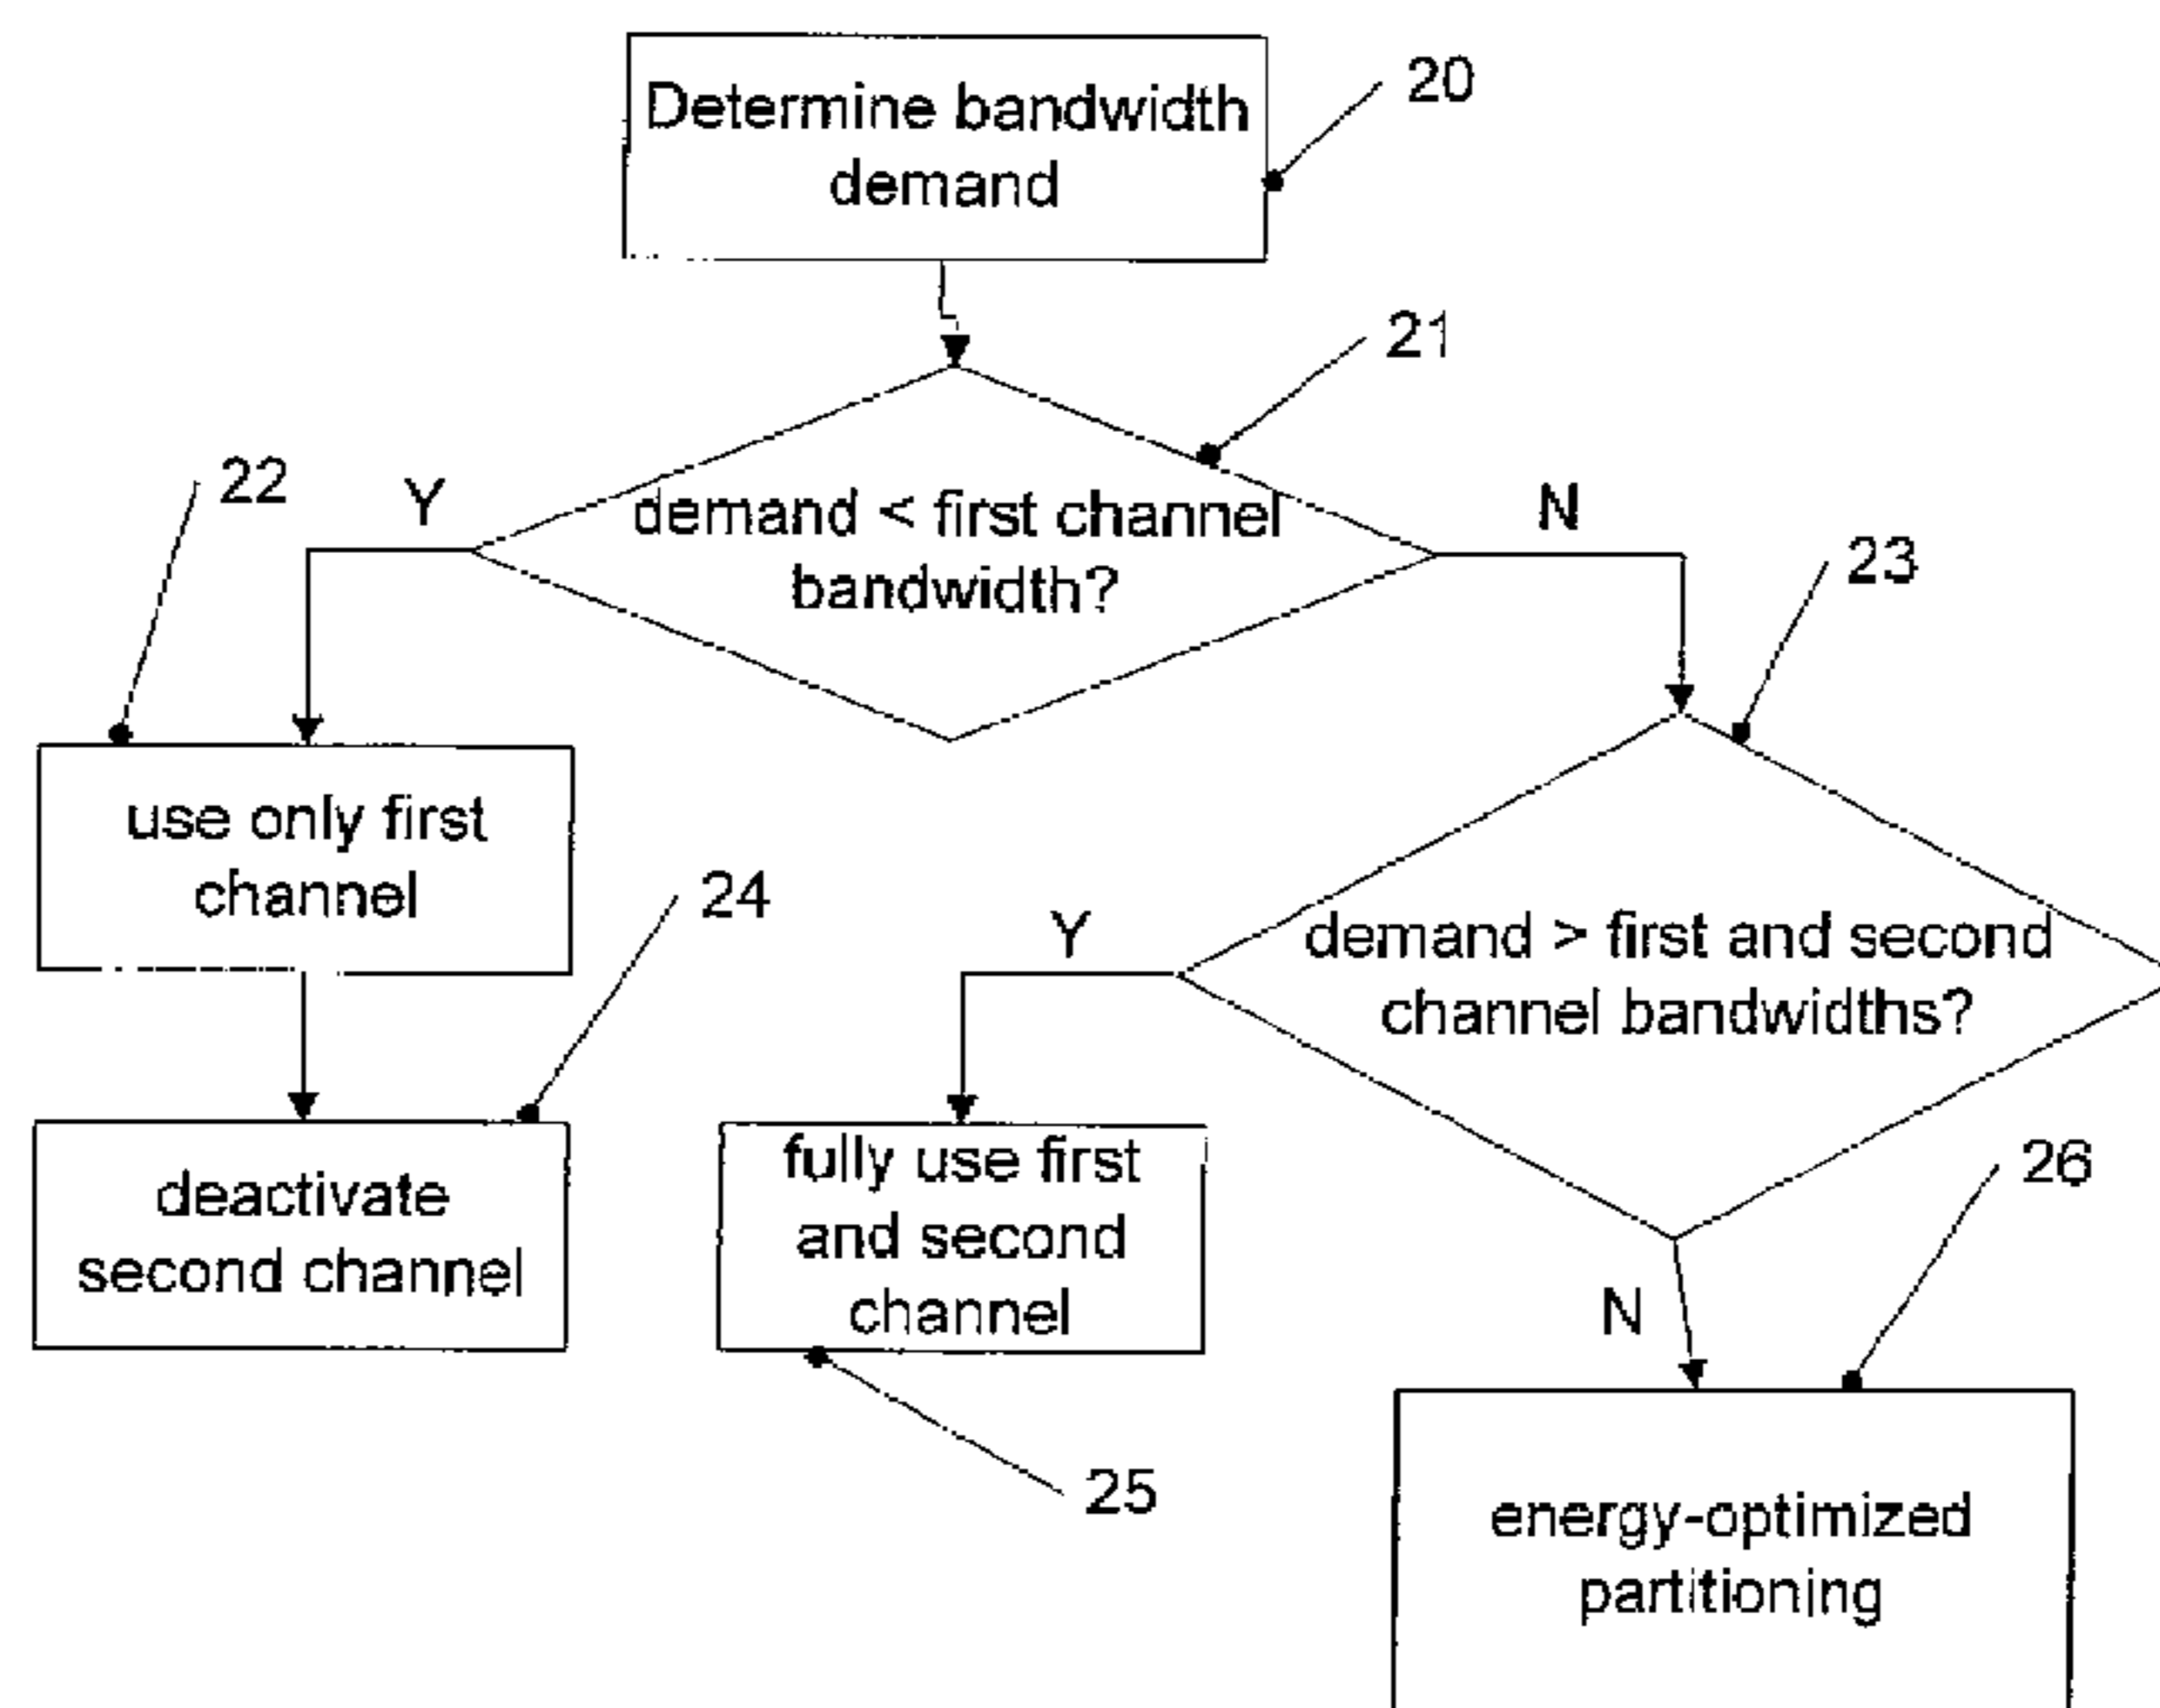 Determine bandwidth
demand
20
21
demand < first channel
bandwidth?
Y
N
22
23
use only first
channel
24
demand > first and second
channel bandwidths?
Y
N
deactivate
second channel
fully use first
and second
channel
25
26
energy-optimized
partitioning